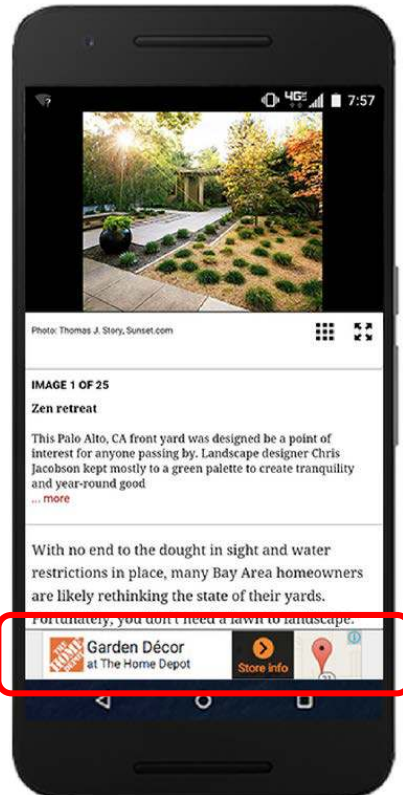 4GE 7:57
Photo: Thomas J. Story, Sunset.com
IMAGE 1 OF 25
Zen retreat
This Palo Alto, CA front yard was designed be a point of
interest for anyone passing by. Landscape designer Chris
Jacobson kept mostly to a green palette to create tranquility
and year-round good
... more
With no end to the dought in sight and water
restrictions in place, many Bay Area homeowners
are likely rethinking the state of their yards.
Fortunately, you don't need a lawn to landscape.
THE HOME DEPOT
Garden Décor
at The Home Depot
Store info